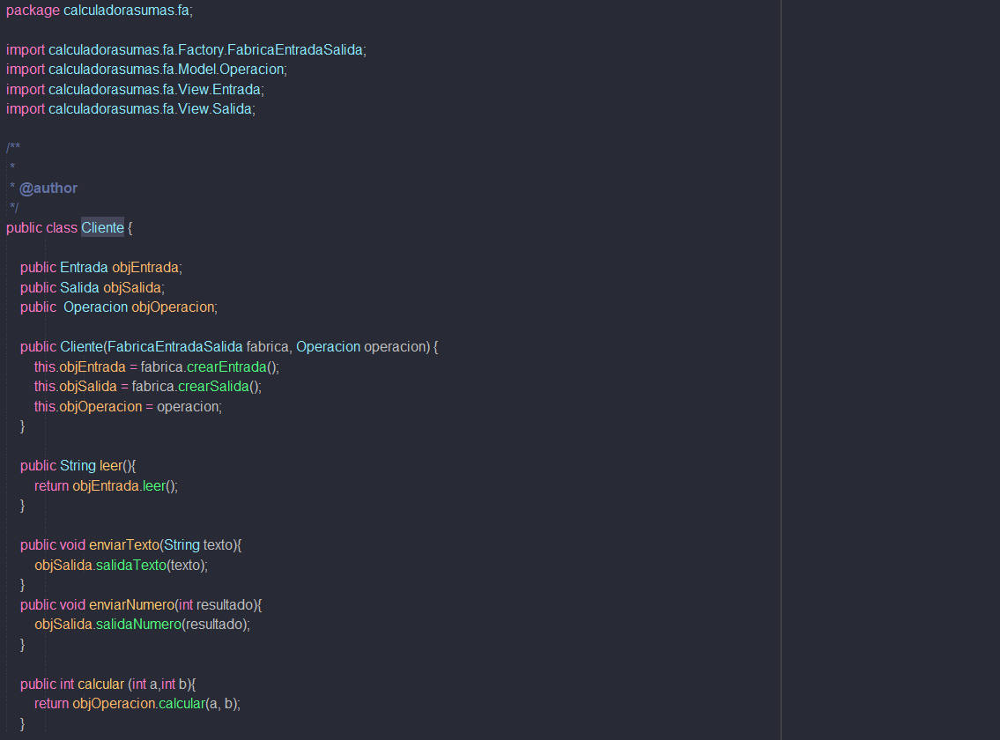 package calculadorasumas.fa;
import calculadorasumas.fa.Factory.FabricaEntradaSalida;
import calculadorasumas.fa.Model.Operacion;
import calculadorasumas.fa.View.Entrada;
import calculadorasumas.fa.View.Salida;
/**
 *
 * @author
 */
public class Cliente {
    public Entrada objEntrada;
    public Salida objSalida;
    public  Operacion objOperacion;
    public Cliente(FabricaEntradaSalida fabrica, Operacion operacion) {
        this.objEntrada = fabrica.crearEntrada();
        this.objSalida = fabrica.crearSalida();
        this.objOperacion = operacion;
    }
    public String leer(){
        return objEntrada.leer();
    }
    public void enviarTexto(String texto){
        objSalida.salidaTexto(texto);
    }
    public void enviarNumero(int resultado){
        objSalida.salidaNumero(resultado);
    }
    public int calcular (int a,int b){
        return objOperacion.calcular(a, b);
    }